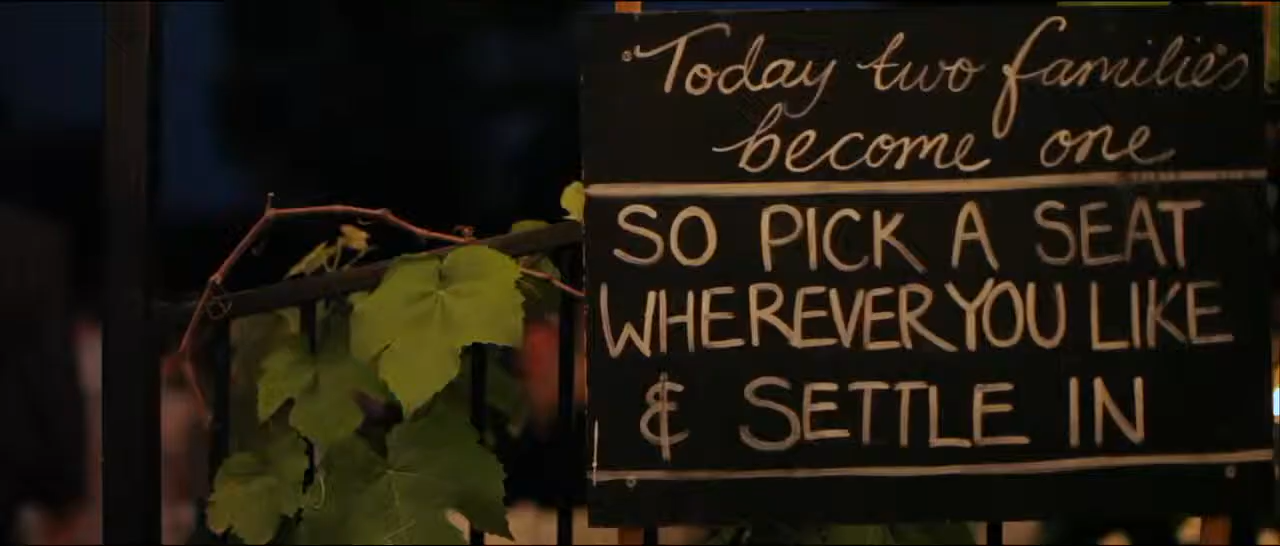 Today two families
become one
SO PICK A SEAT
WHEREVER YOU LIKE
& SETTLE IN